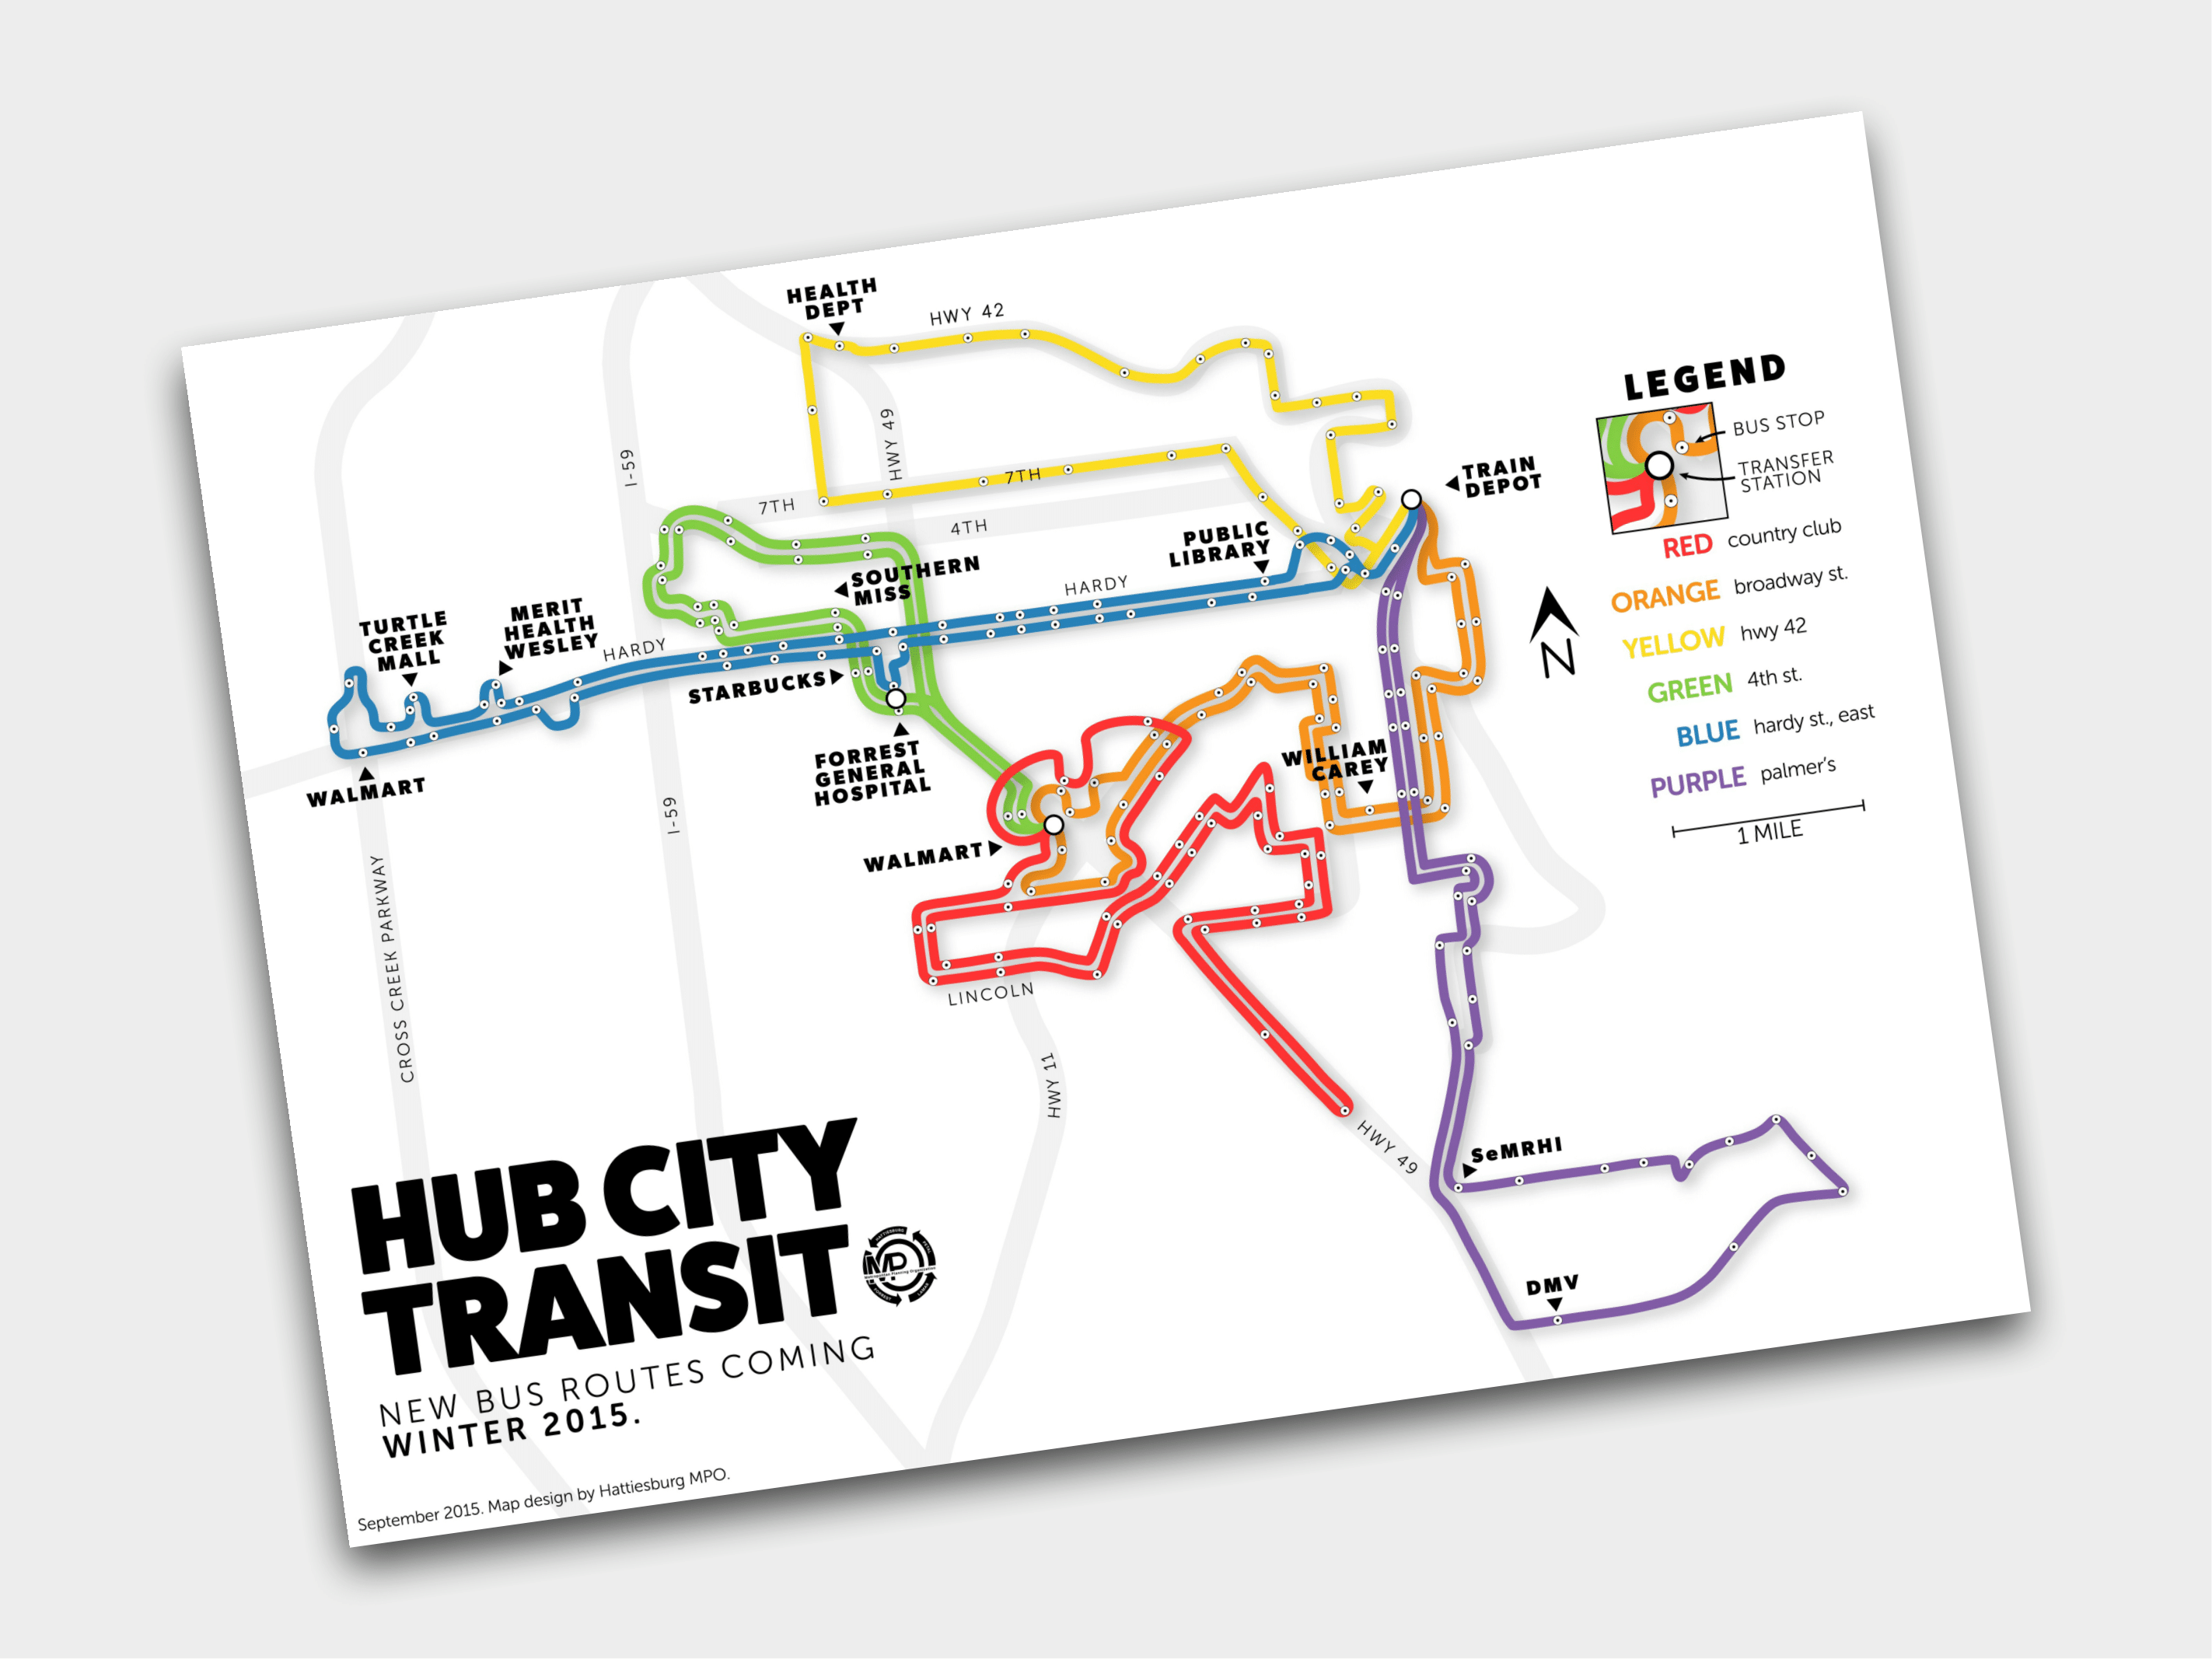 HEALTH
DEPT
HWY 42
I-59
HWY 49
7TH
7TH
4TH
TRAIN
DEPOT
PUBLIC
LIBRARY
SOUTHERN
MISS
HARDY
TURTLE
CREEK
MALL
MERIT
HEALTH
WESLEY
HARDY
STARBUCKS
FORREST
GENERAL
HOSPITAL
WALMART
I-59
WALMART
WILLIAM
CAREY
LINCOLN
CROSS CREEK PARKWAY
HWY 11
HWY 49
SeMRHI
DMV
LEGEND
BUS STOP
TRANSFER
STATION
RED country club
ORANGE broadway st.
YELLOW hwy 42
GREEN 4th st.
BLUE hardy st., east
PURPLE palmer's
1 MILE
N
HUB CITY
TRANSIT
MP
NEW BUS ROUTES COMING
WINTER 2015.
September 2015. Map design by Hattiesburg MPO.